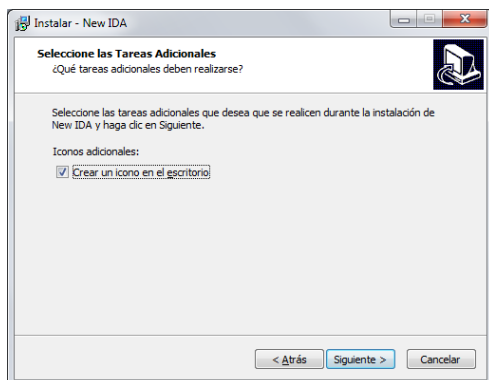 Instalar - New IDA
Seleccione las Tareas Adicionales
¿Qué tareas adicionales deben realizarse?
Seleccione las tareas adicionales que desea que se realicen durante la instalación de
New IDA y haga clic en Siguiente.
Iconos adicionales:
Crear un icono en el escritorio
< Atrás
Siguiente >
Cancelar